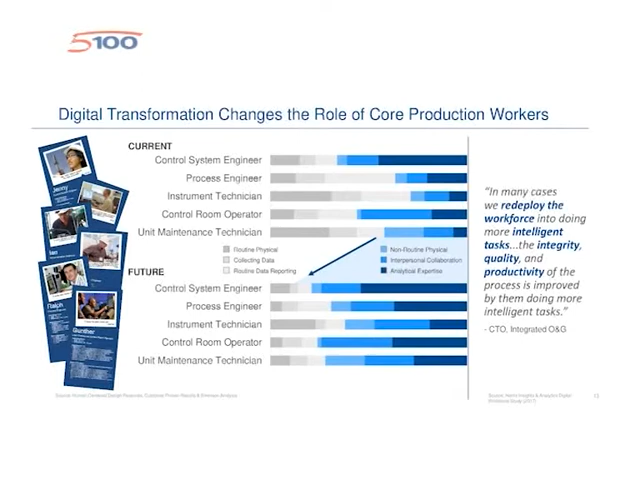 5100
Digital Transformation Changes the Role of Core Production Workers
CURRENT
Control System Engineer
Process Engineer
Instrument Technician
Control Room Operator
Unit Maintenance Technician
Routine Physical
Collecting Data
Routine Data Reporting
Non-Routine Physical
Interpersonal Collaboration
Analytical Expertise
FUTURE
Control System Engineer
Process Engineer
Instrument Technician
Control Room Operator
Unit Maintenance Technician
Jenny
Ian
Ralph
Gunther
"In many cases
we redeploy the
workforce into doing
more intelligent
tasks...the integrity,
quality, and
productivity of the
process is improved
by them doing more
intelligent tasks."
- CTO, Integrated O&G
13